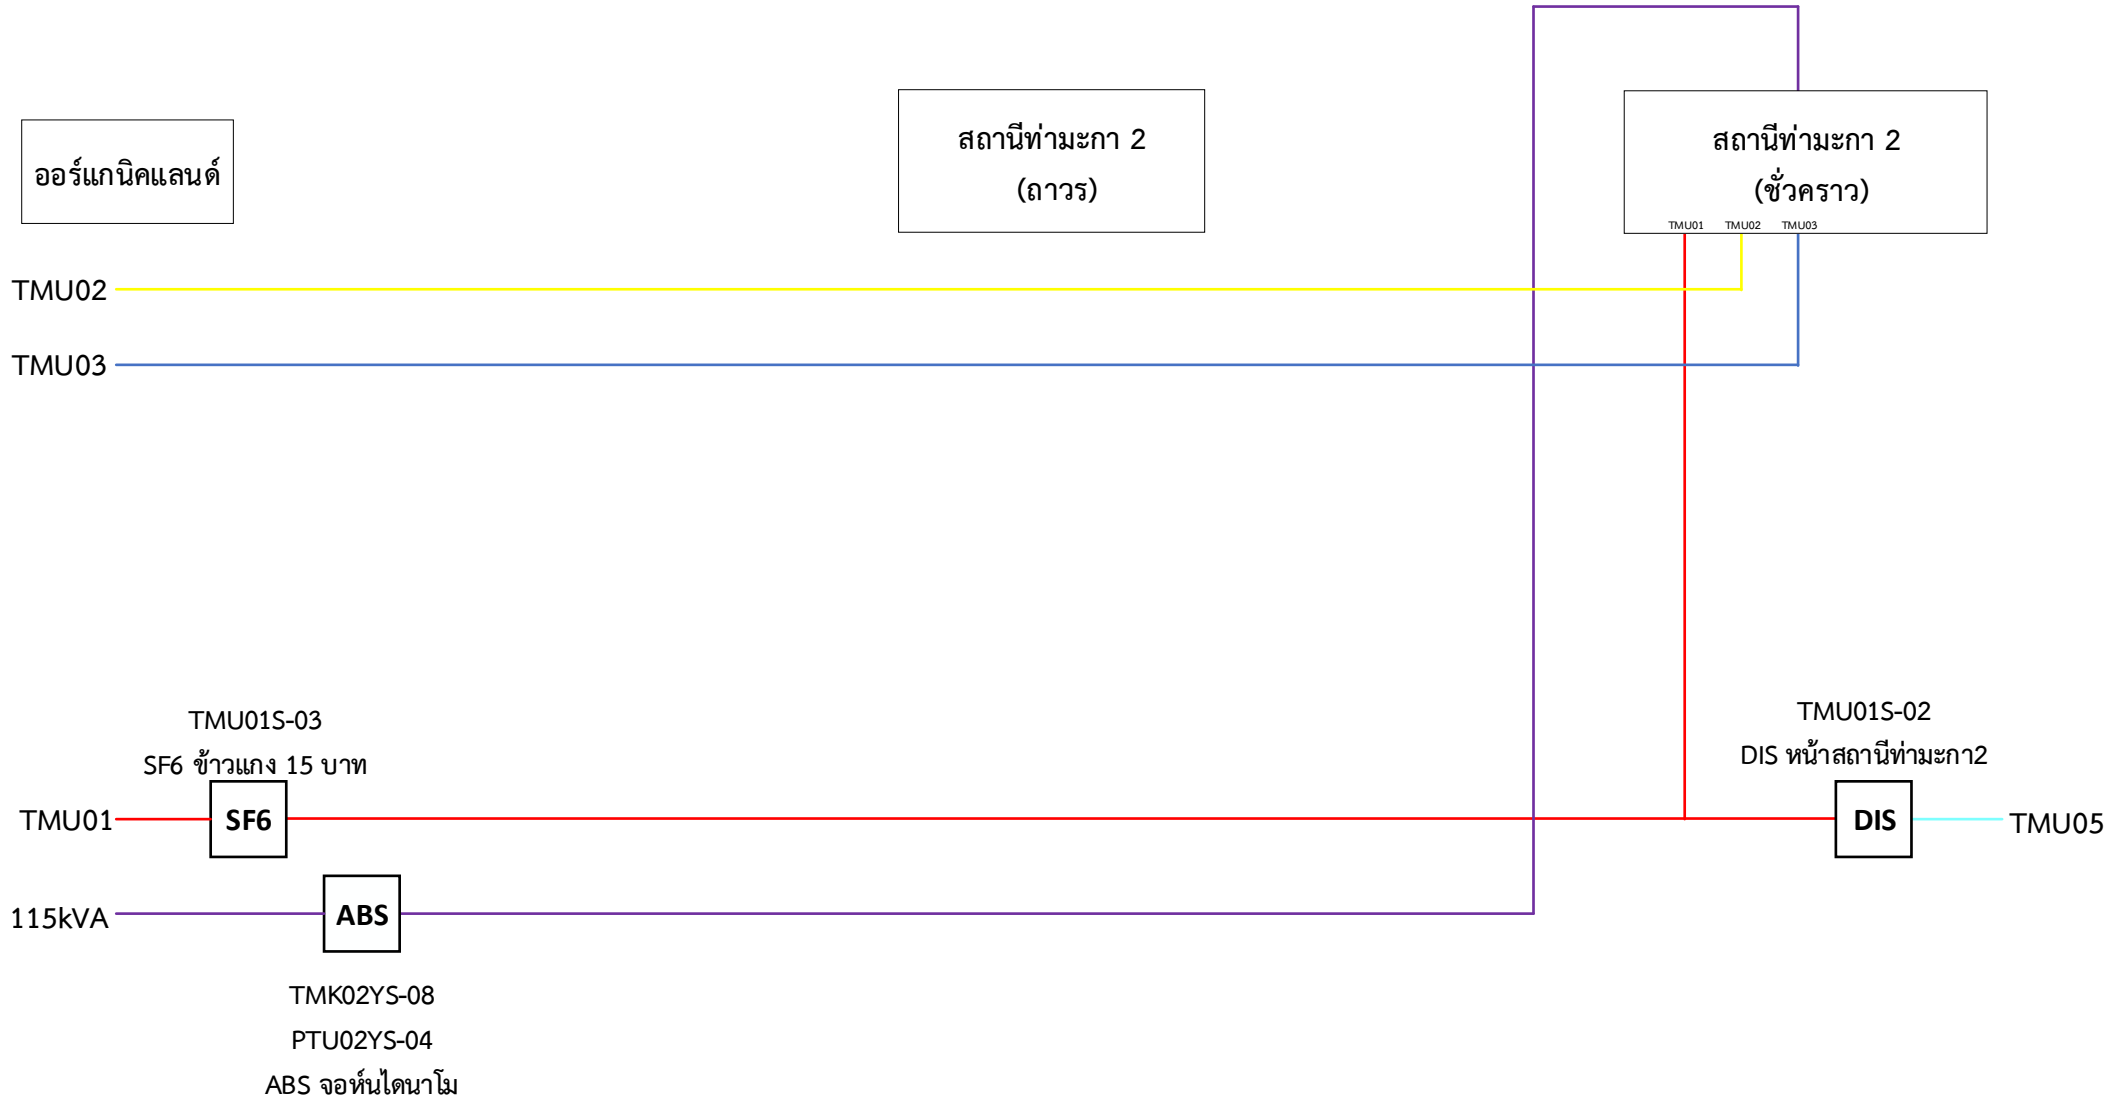 ออร์แกนิคแลนด์
สถานีท่ามะกา 2
(ถาวร)
สถานีท่ามะกา 2
(ชั่วคราว)
TMU01 TMU02 TMU03
TMU02
TMU03
TMU01S-03
SF6 ข้าวแกง 15 บาท
TMU01S-02
DIS หน้าสถานีท่ามะกา2
TMU01
SF6
DIS
TMU05
115kVA
ABS
TMK02YS-08
PTU02YS-04
ABS จอห์นไดนาโม